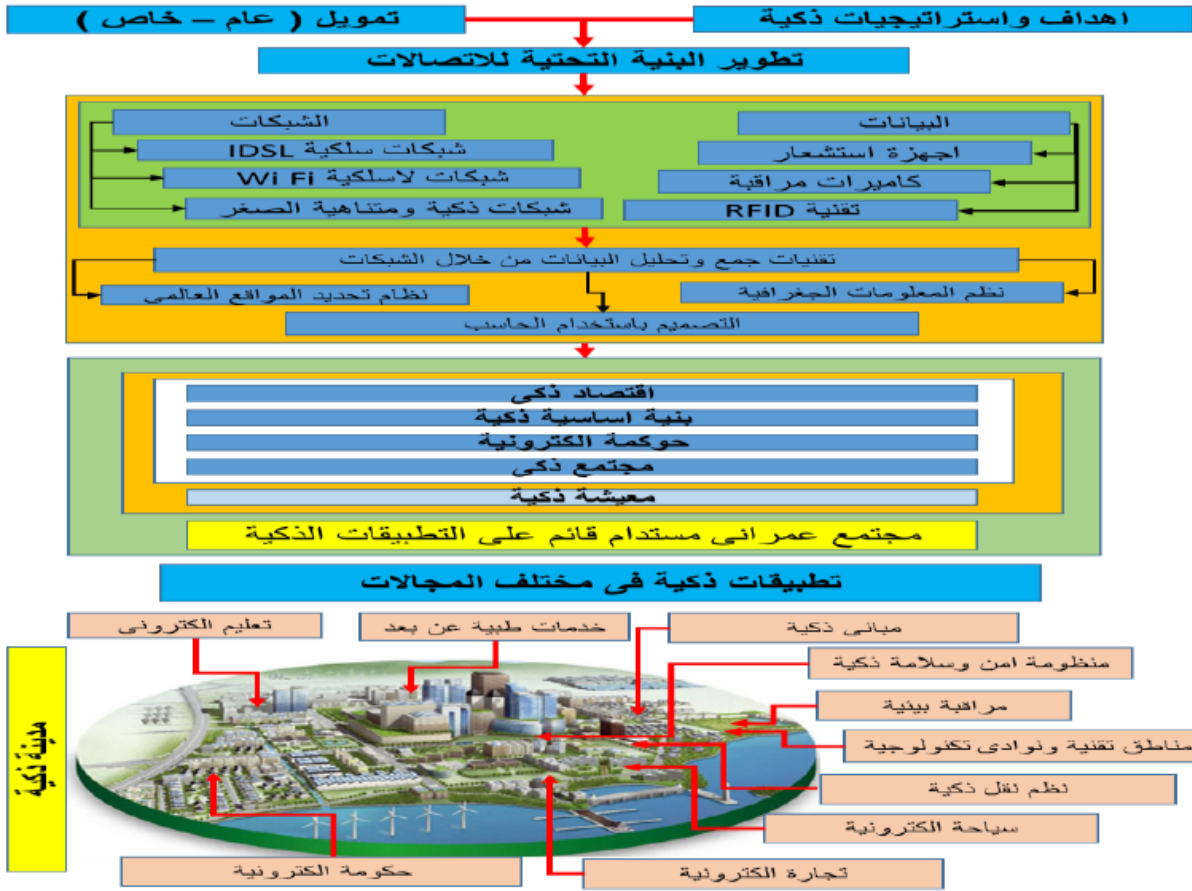 اهداف واستراتيجيات ذكية
تمويل ( عام – خاص )
تطوير البنية التحتية للاتصالات
البيانات
الشبكات
اجهزة استشعار
شبكات سلكية IDSL
كاميرات مراقبة
شبكات لاسلكية Wi Fi
تقنية RFID
شبكات ذكية ومتناهية الصغر
تقنيات جمع وتحليل البيانات من خلال الشبكات
نظم المعلومات الجغرافية
نظام تحديد المواقع العالمى
التصميم باستخدام الحاسب
اقتصاد ذكى
بنية اساسية ذكية
حوكمة الكترونية
مجتمع ذكى
معيشة ذكية
مجتمع عمرانى مستدام قائم على التطبيقات الذكية
تطبيقات ذكية فى مختلف المجالات
مبانى ذكية
خدمات طبية عن بعد
تعليم الكترونى
منظومة امن وسلامة ذكية
مراقبة بيئية
مناطق تقنية ونوادى تكنولوجية
نظم نقل ذكية
سياحة الكترونية
تجارة الكترونية
حكومة الكترونية
مدينة ذكية